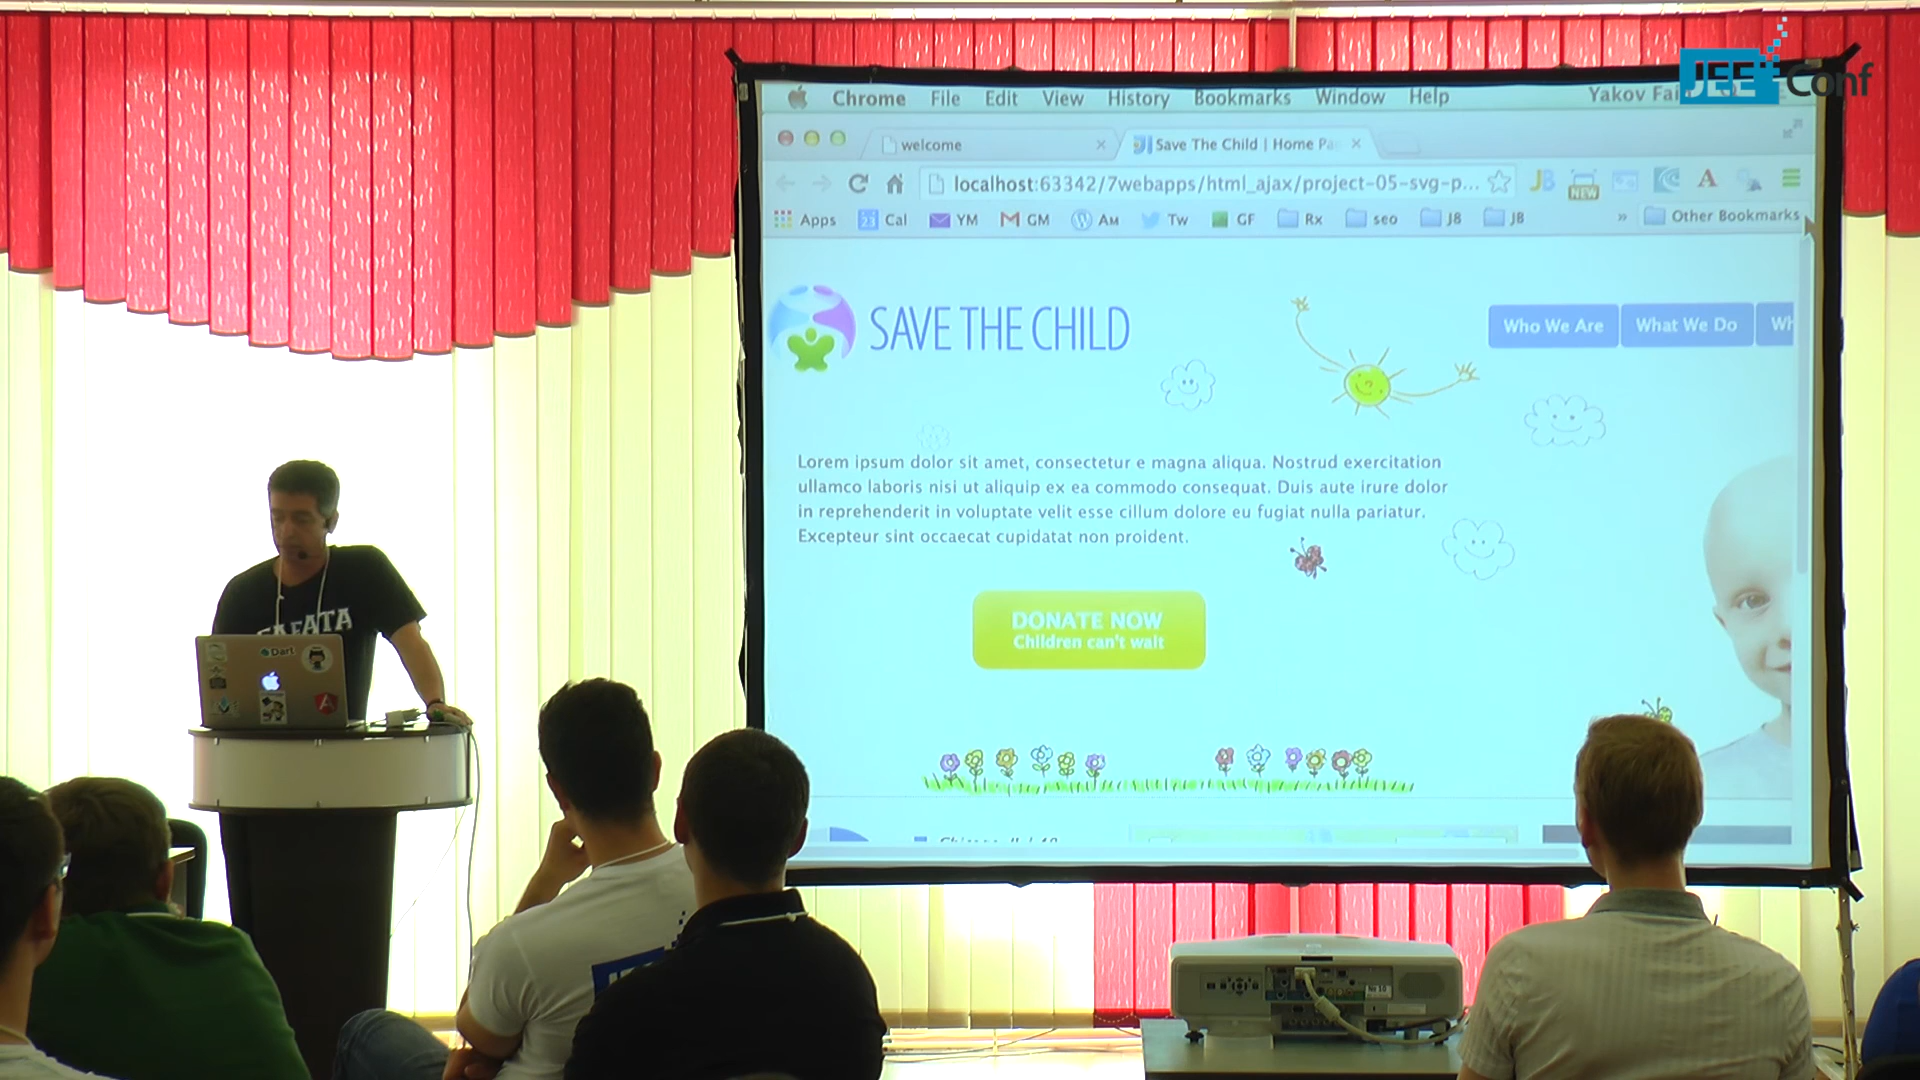 JEE Conf
Chrome File Edit View History Bookmarks Window Help Yakov
welcome
Save The Child | Home
localhost:63342/7webapps/html_ajax/project-05-svg-p...
NEW
Apps 23 Cal YM GM Am Tw GF Rx seo J8 JB » Other Bookmarks
SAVE THE CHILD
Who We Are What We Do
Lorem ipsum dolor sit amet, consectetur e magna aliqua. Nostrud exercitation
ullamco laboris nisi ut aliquip ex ea commodo consequat. Duis aute irure dolor
in reprehenderit in voluptate velit esse cillum dolore eu fugiat nulla pariatur.
Excepteur sint occaecat cupidatat non proident.
DONATE NOW
Children can't wait
Dart